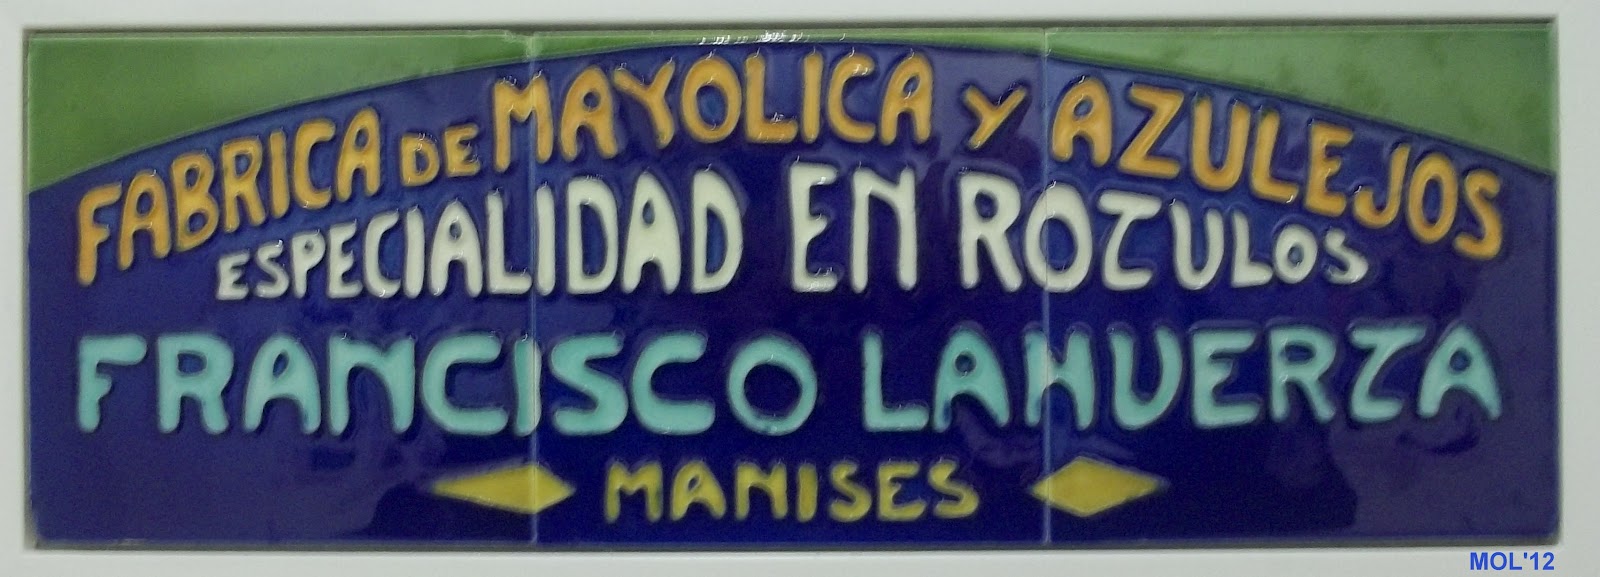 FABRICA DE MAYOLICA Y AZULEJOS
ESPECIALIDAD EN ROTULOS
FRANCISCO LAHUERTA
MANISES
MOL'12